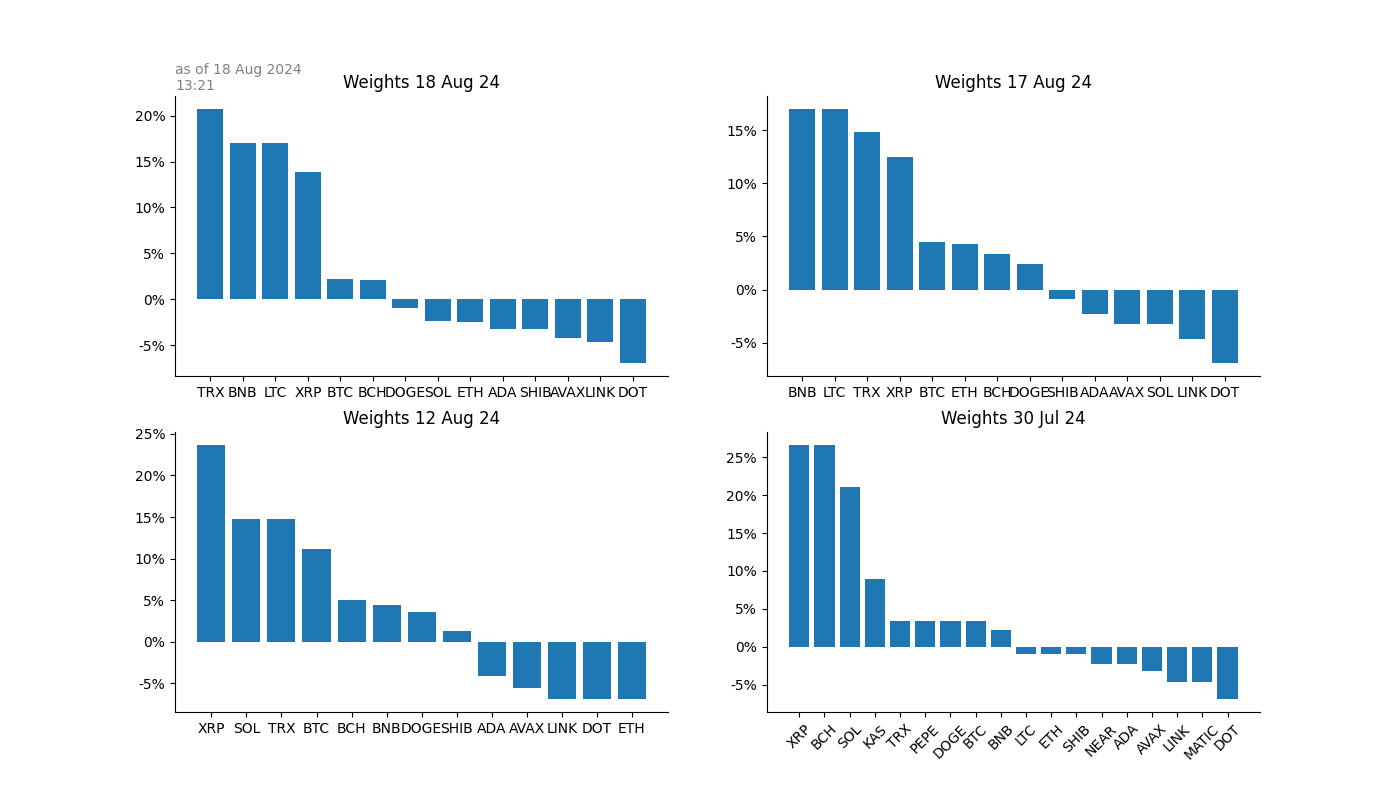 as of 18 Aug 2024
13:21
Weights 18 Aug 24
20%
15%
10%
5%
0%
-5%
TRX BNB LTC XRP BTC BCH DOGE SOL ETH ADA SHIB AVAX LINK DOT
Weights 17 Aug 24
15%
10%
5%
0%
-5%
BNB LTC TRX XRP BTC ETH BCH DOGE SHIB ADA AVAX SOL LINK DOT
Weights 12 Aug 24
25%
20%
15%
10%
5%
0%
-5%
XRP SOL TRX BTC BCH BNB DOGE SHIB ADA AVAX LINK DOT ETH
Weights 30 Jul 24
25%
20%
15%
10%
5%
0%
-5%
XRP BCH SOL KAS TRX PEPE DOGE BTC BNB LTC ETH SHIB NEAR ADA AVAX LINK MATIC DOT